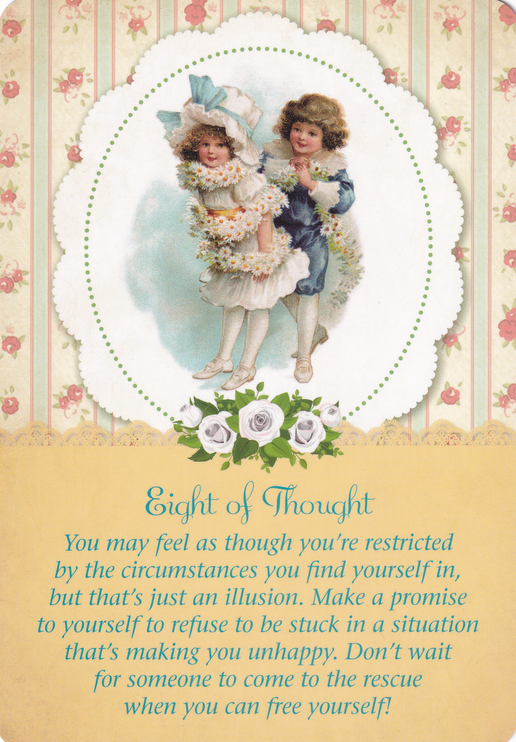 Eight of Thought
You may feel as though you're restricted
by the circumstances you find yourself in,
but that's just an illusion. Make a promise
to yourself to refuse to be stuck in a situation
that's making you unhappy. Don't wait
for someone to come to the rescue
when you can free yourself!